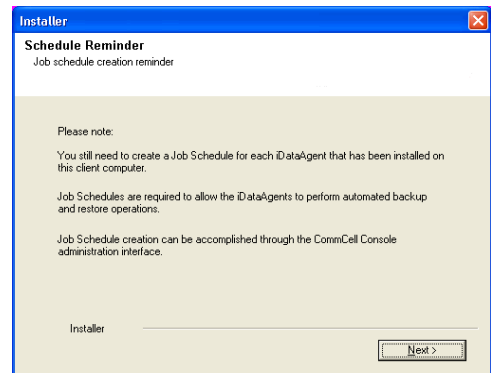 Installer
Schedule Reminder
Job schedule creation reminder
Please note:
You still need to create a Job Schedule for each iDataAgent that has been installed on
this client computer.
Job Schedules are required to allow the iDataAgents to perform automated backup
and restore operations.
Job Schedule creation can be accomplished through the CommCell Console
administration interface.
Installer
Next >